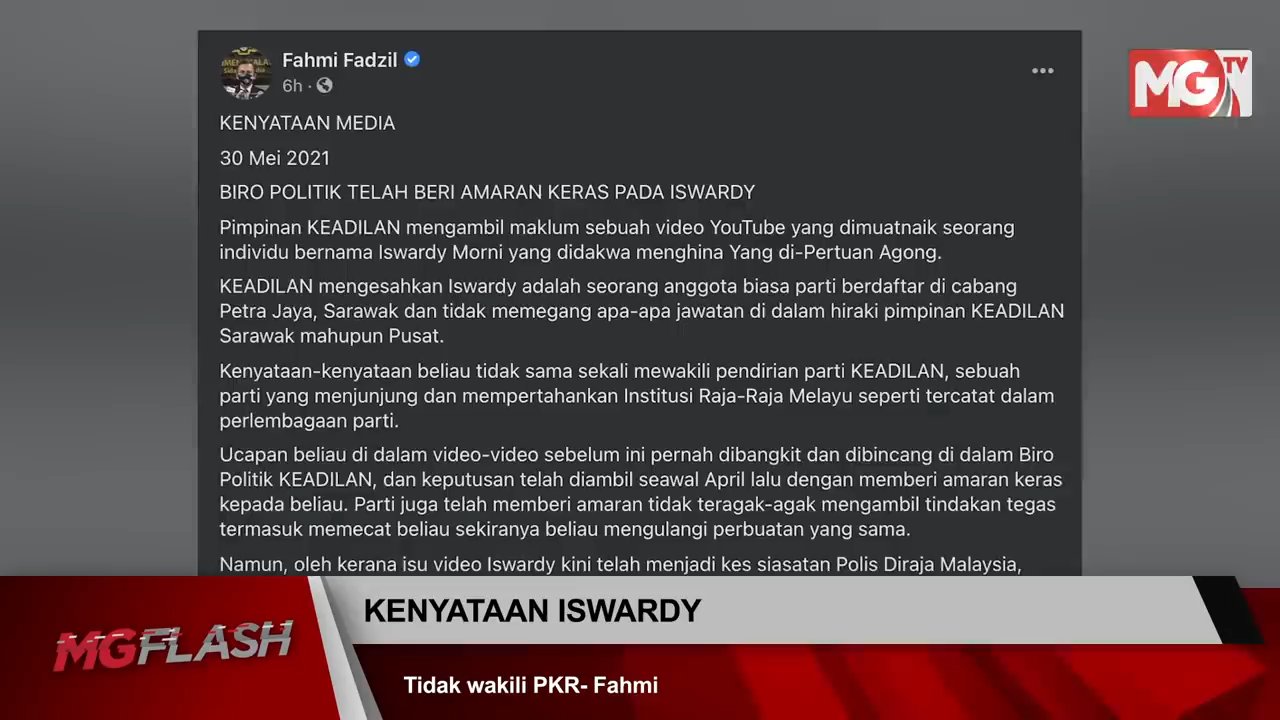 Fahmi Fadzil
6h
KENYATAAN MEDIA
30 Mei 2021
BIRO POLITIK TELAH BERI AMARAN KERAS PADA ISWARDY
Pimpinan KEADILAN mengambil maklum sebuah video YouTube yang dimuatnaik seorang
individu bernama Iswardy Morni yang didakwa menghina Yang di-Pertuan Agong.
KEADILAN mengesahkan Iswardy adalah seorang anggota biasa parti berdaftar di cabang
Petra Jaya, Sarawak dan tidak memegang apa-apa jawatan di dalam hiraki pimpinan KEADILAN
Sarawak mahupun Pusat.
Kenyataan-kenyataan beliau tidak sama sekali mewakili pendirian parti KEADILAN, sebuah
parti yang menjunjung dan mempertahankan Institusi Raja-Raja Melayu seperti tercatat dalam
perlembagaan parti.
Ucapan beliau di dalam video-video sebelum ini pernah dibangkit dan dibincang di dalam Biro
Politik KEADILAN, dan keputusan telah diambil seawal April lalu dengan memberi amaran keras
kepada beliau. Parti juga telah memberi amaran tidak teragak-agak mengambil tindakan tegas
termasuk memecat beliau sekiranya beliau mengulangi perbuatan yang sama.
Namun, oleh kerana isu video Iswardy kini telah menjadi kes siasatan Polis Diraja Malaysia,
MGTV
KENYATAAN ISWARDY
MGFLASH
Tidak wakili PKR- Fahmi